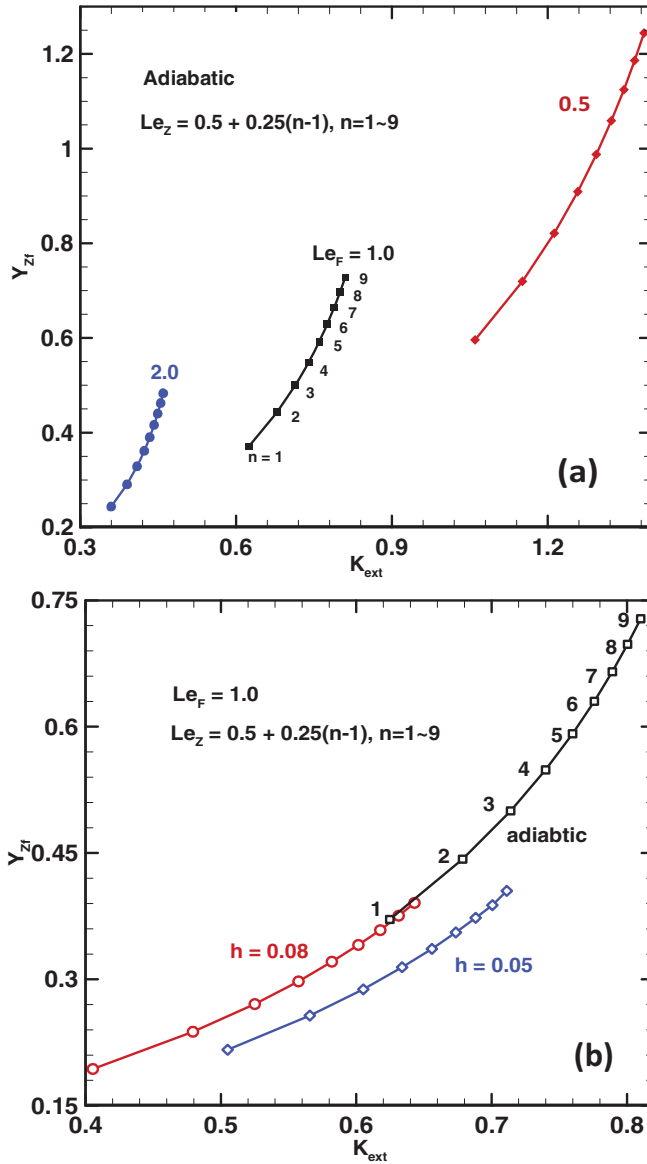 1.2
1
0.8
0.6
0.4
0.2
Y_Zf
Adiabatic
Le_Z = 0.5 + 0.25(n-1), n=1~9
0.5
Le_F = 1.0
9
8
7
6
5
4
3
2
n = 1
2.0
(a)
0.3
0.6
0.9
1.2
K_ext
0.75
0.6
0.45
0.3
0.15
Y_Zf
Le_F = 1.0
Le_Z = 0.5 + 0.25(n-1), n=1~9
9
8
7
6
5
4
3
adiabtic
2
1
h = 0.08
h = 0.05
(b)
0.4
0.5
0.6
0.7
0.8
K_ext